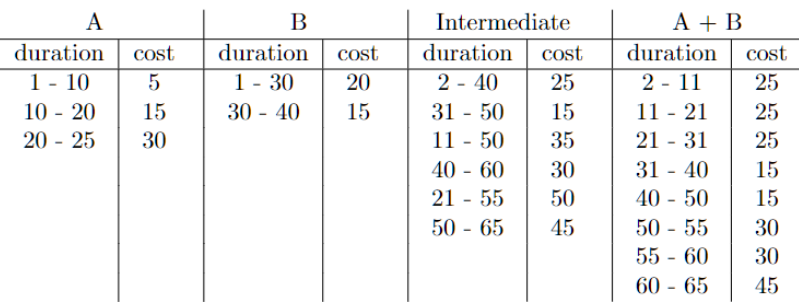 A B Intermediate A + B
duration cost duration cost duration cost duration cost
1 - 10 5 1 - 30 20 2 - 40 25 2 - 11 25
10 - 20 15 30 - 40 15 31 - 50 15 11 - 21 25
20 - 25 30 11 - 50 35 21 - 31 25
40 - 60 30 31 - 40 15
21 - 55 50 40 - 50 15
50 - 65 45 50 - 55 30
55 - 60 30
60 - 65 45